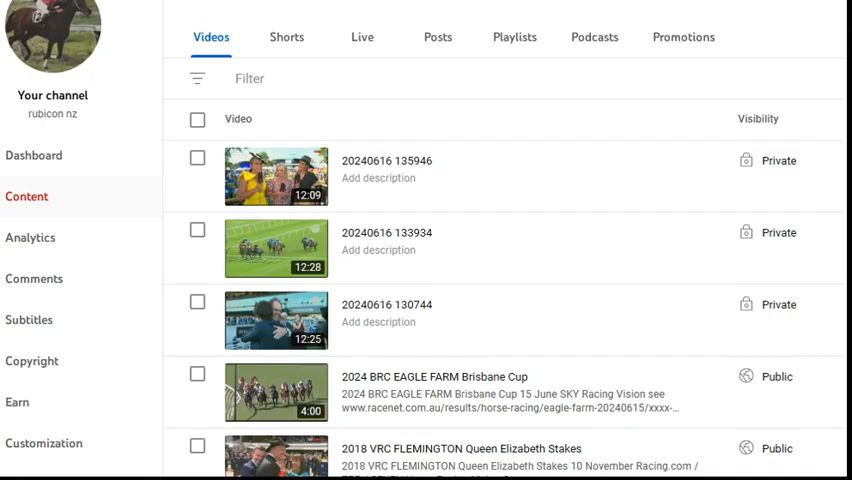 Videos
Shorts
Live
Posts
Playlists
Podcasts
Promotions
Filter
Your channel
rubicon nz
Video
Visibility
Dashboard
Content
Analytics
Comments
Subtitles
Copyright
Earn
Customization
12:09
20240616 135946
Add description
Private
12:28
20240616 133934
Add description
Private
12:25
20240616 130744
Add description
Private
4:00
2024 BRC EAGLE FARM Brisbane Cup
2024 BRC EAGLE FARM Brisbane Cup 15 June SKY Racing Vision see
www.racenet.com.au/results/horse-racing/eagle-farm-20240615/xxxx-...
Public
2018 VRC FLEMINGTON Queen Elizabeth Stakes
2018 VRC FLEMINGTON Queen Elizabeth Stakes 10 November Racing.com /
Public